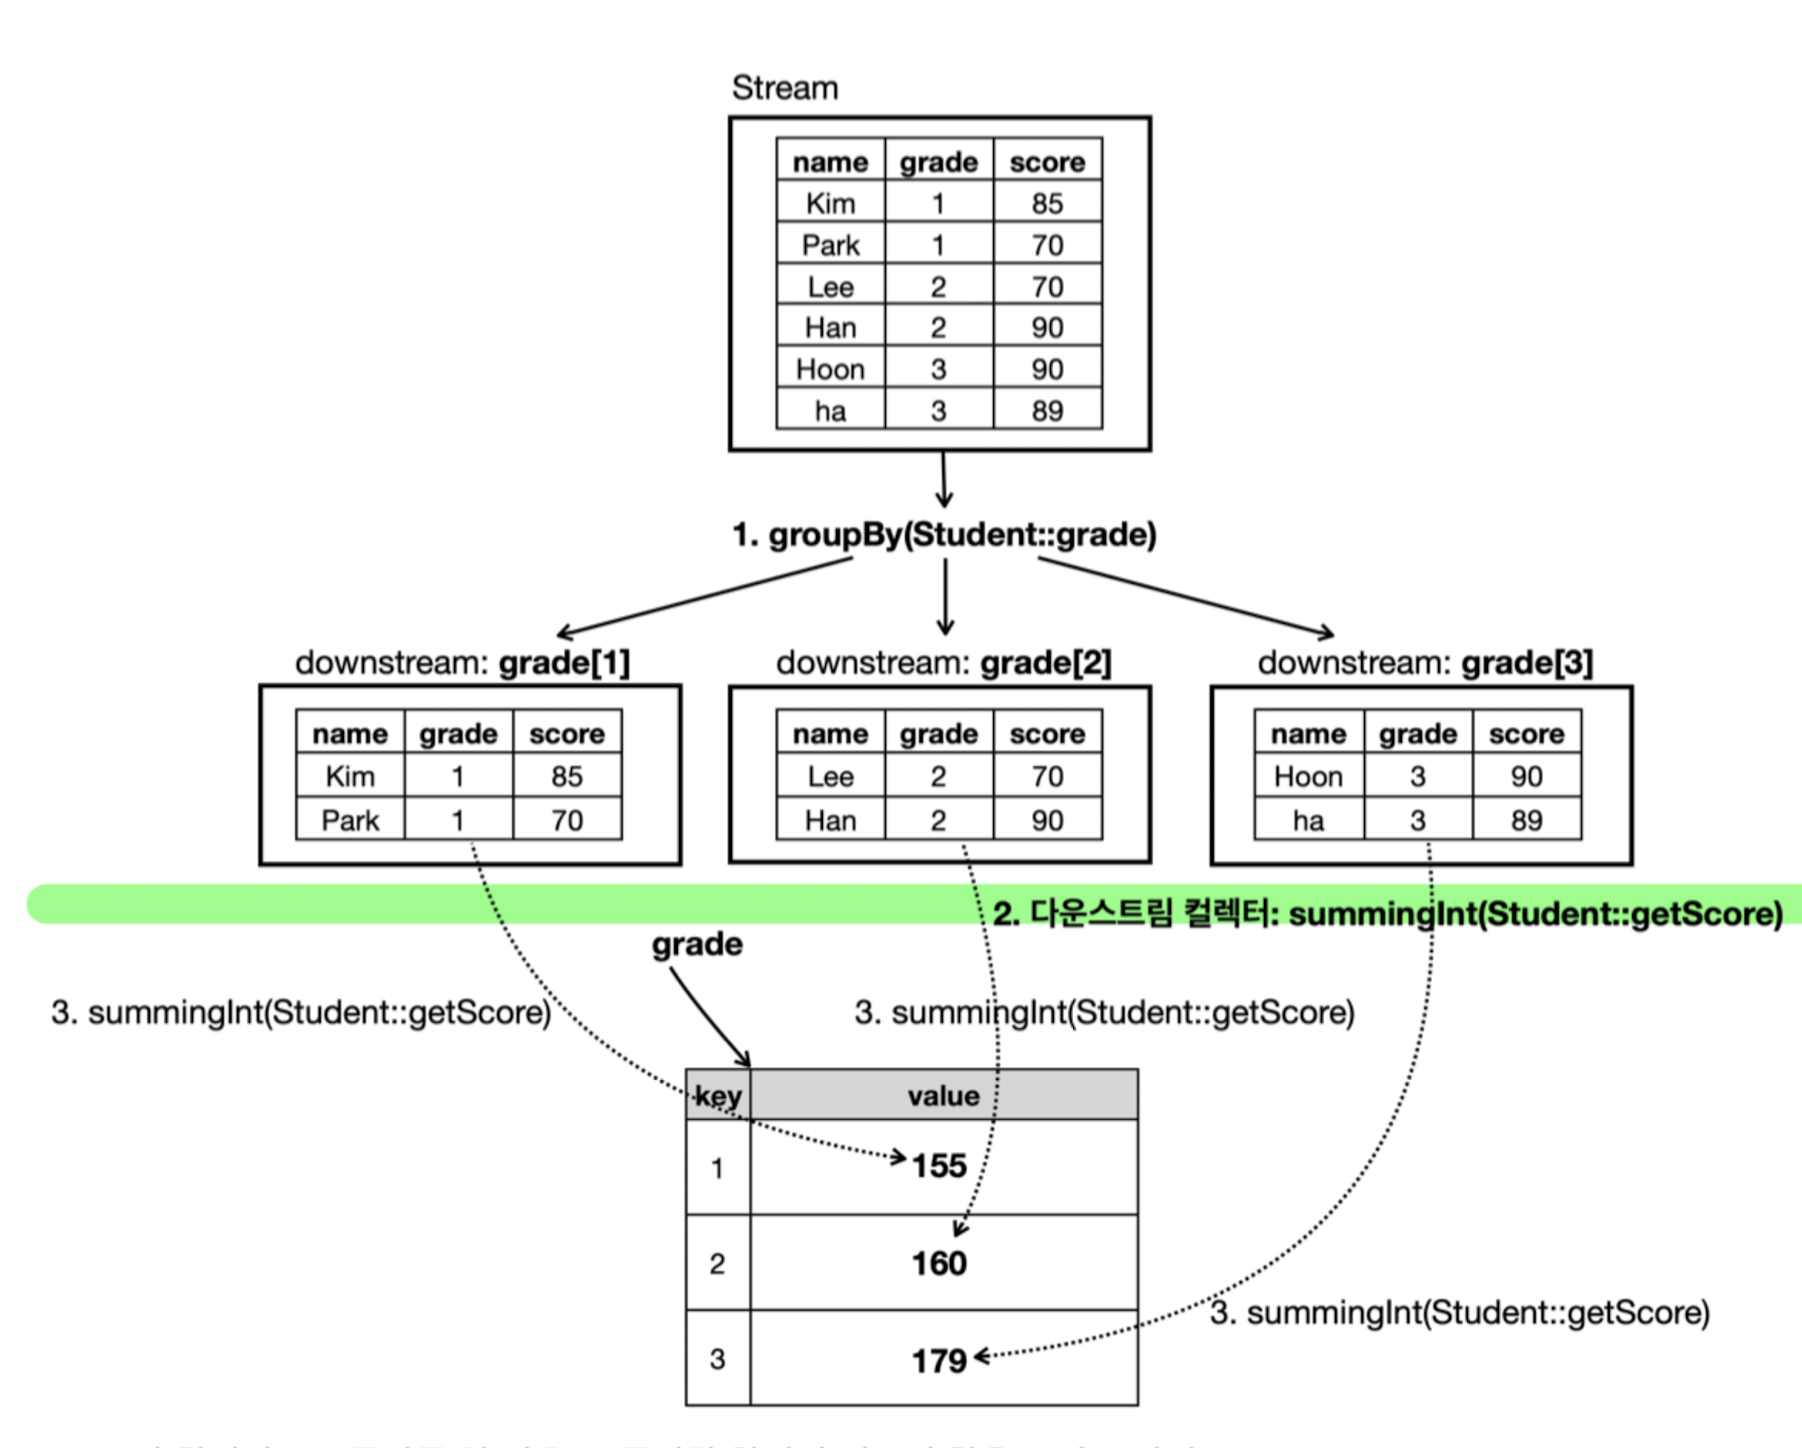 Stream
name grade score
Kim 1 85
Park 1 70
Lee 2 70
Han 2 90
Hoon 3 90
ha 3 89
1. groupBy(Student::grade)
downstream: grade[1]
name grade score
Kim 1 85
Park 1 70
downstream: grade[2]
name grade score
Lee 2 70
Han 2 90
downstream: grade[3]
name grade score
Hoon 3 90
ha 3 89
2. 다운스트림 컬렉터: summingInt(Student::getScore)
grade
3. summingInt(Student::getScore)
3. summingInt(Student::getScore)
key value
1 155
2 160
3 179
3. summingInt(Student::getScore)